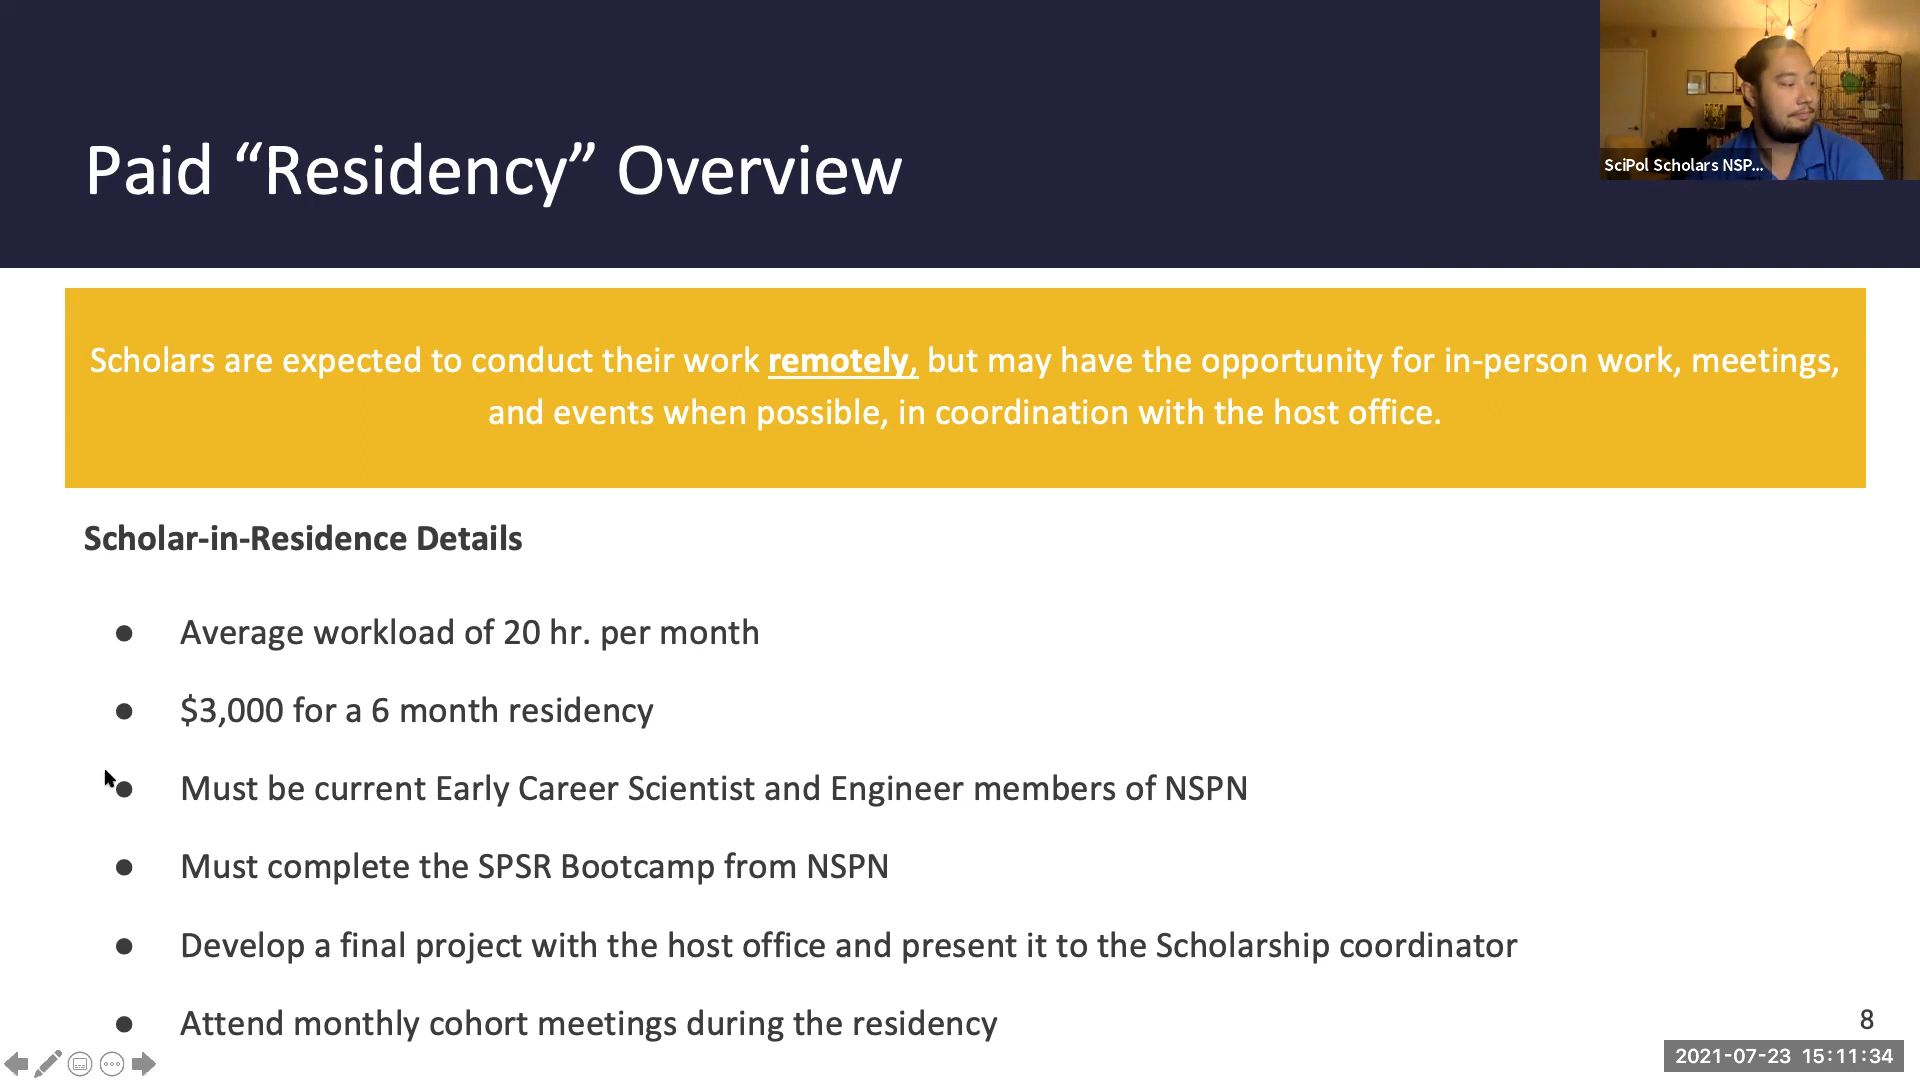 Paid “Residency” Overview
SciPol Scholars NSP...
Scholars are expected to conduct their work remotely, but may have the opportunity for in-person work, meetings,
and events when possible, in coordination with the host office.
Scholar-in-Residence Details
● Average workload of 20 hr. per month
● $3,000 for a 6 month residency
● Must be current Early Career Scientist and Engineer members of NSPN
● Must complete the SPSR Bootcamp from NSPN
● Develop a final project with the host office and present it to the Scholarship coordinator
● Attend monthly cohort meetings during the residency
8
2021-07-23 15:11:34